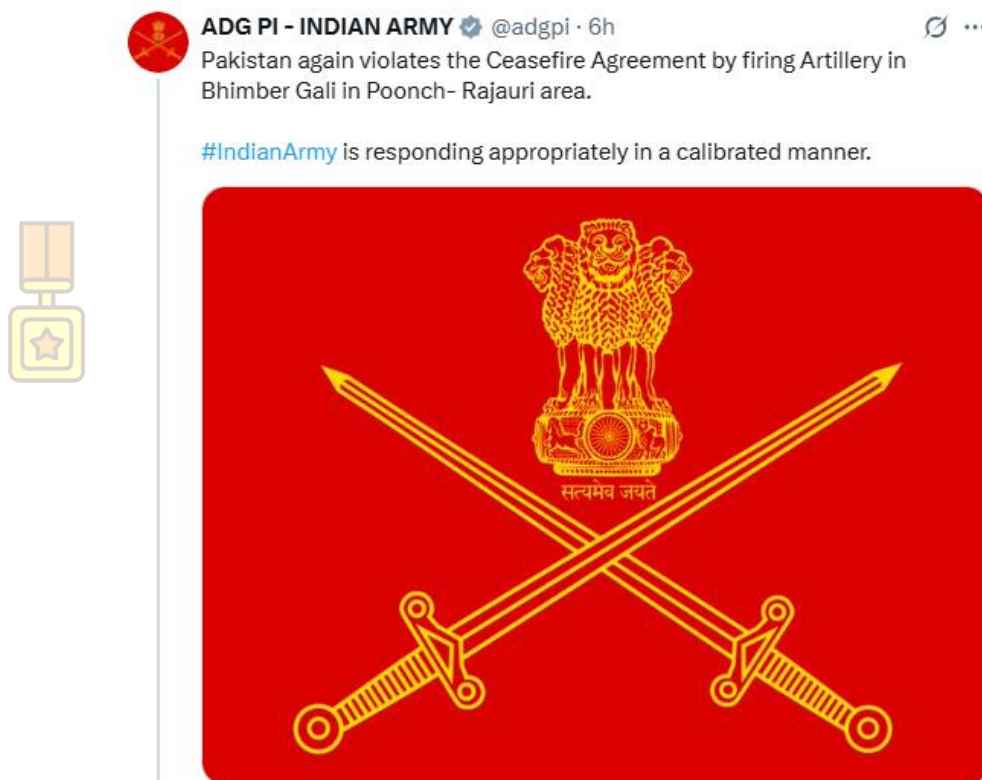 ADG PI - INDIAN ARMY @adgpi · 6h
Pakistan again violates the Ceasefire Agreement by firing Artillery in
Bhimber Gali in Poonch- Rajauri area.
#IndianArmy is responding appropriately in a calibrated manner.
सत्यमेव जयते